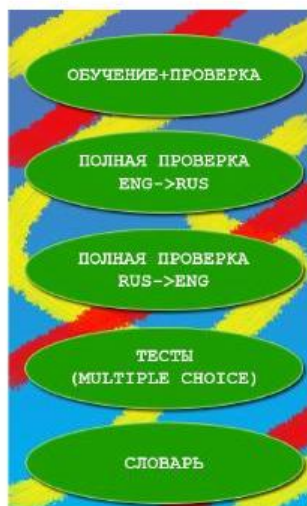 ОБУЧЕНИЕ+ПРОВЕРКА
ПОЛНАЯ ПРОВЕРКА
ENG->RUS
ПОЛНАЯ ПРОВЕРКА
RUS->ENG
ТЕСТЫ
(MULTIPLE CHOICE)
СЛОВАРЬ